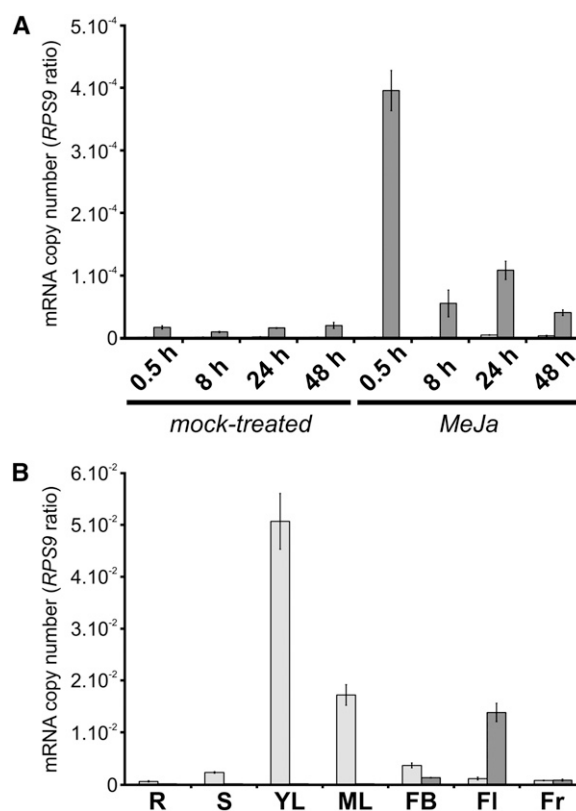 A
mRNA copy number (RPS9 ratio)
5.10-4
4.10-4
3.10-4
2.10-4
1.10-4
0
0.5 h 8 h 24 h 48 h 0.5 h 8 h 24 h 48 h
mock-treated MeJa
B
mRNA copy number (RPS9 ratio)
6.10-2
5.10-2
4.10-2
3.10-2
2.10-2
1.10-2
0
R S YL ML FB Fl Fr